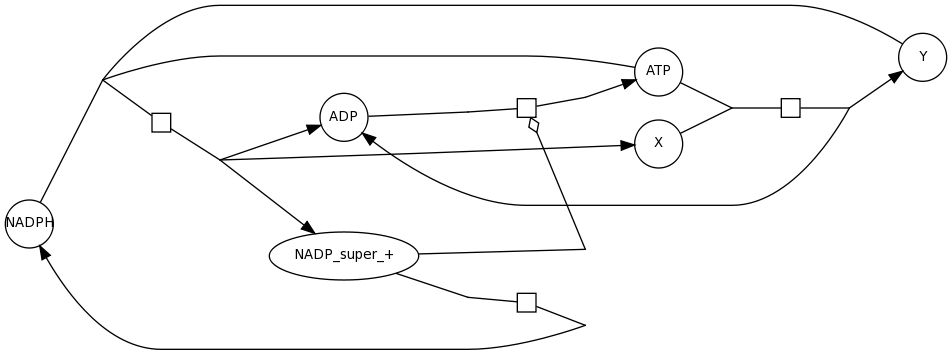 Y
ATP
ADP
X
NADPH
NADP_super_+